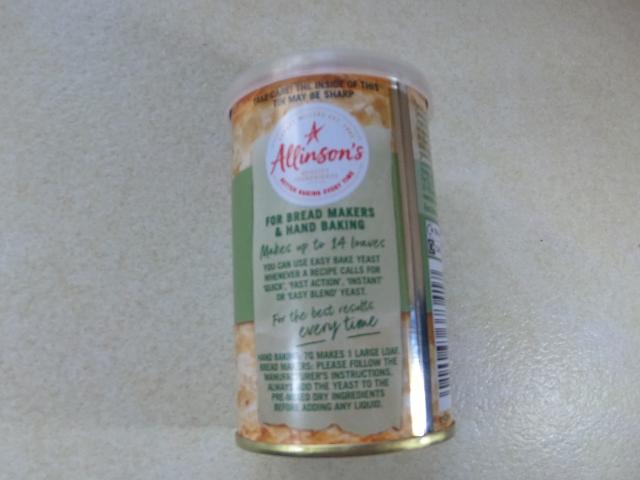 TAKE CARE! THE INSIDE OF THIS
TIN MAY BE SHARP
Allinson's
BETTER BAKING EVERY TIME
FOR BREAD MAKERS
& HAND BAKING
Makes up to 14 loaves
YOU CAN USE EASY BAKE YEAST
WHENEVER A RECIPE CALLS FOR
'QUICK', 'FAST ACTION', 'INSTANT'
OR 'EASY BLEND' YEAST.
For the best results
every time
HAND BAKING: 7G MAKES 1 LARGE LOAF.
BREAD MAKERS: PLEASE FOLLOW THE
MANUFACTURER'S INSTRUCTIONS.
ALWAYS ADD THE YEAST TO THE
PRE-MIXED DRY INGREDIENTS
BEFORE ADDING ANY LIQUID.